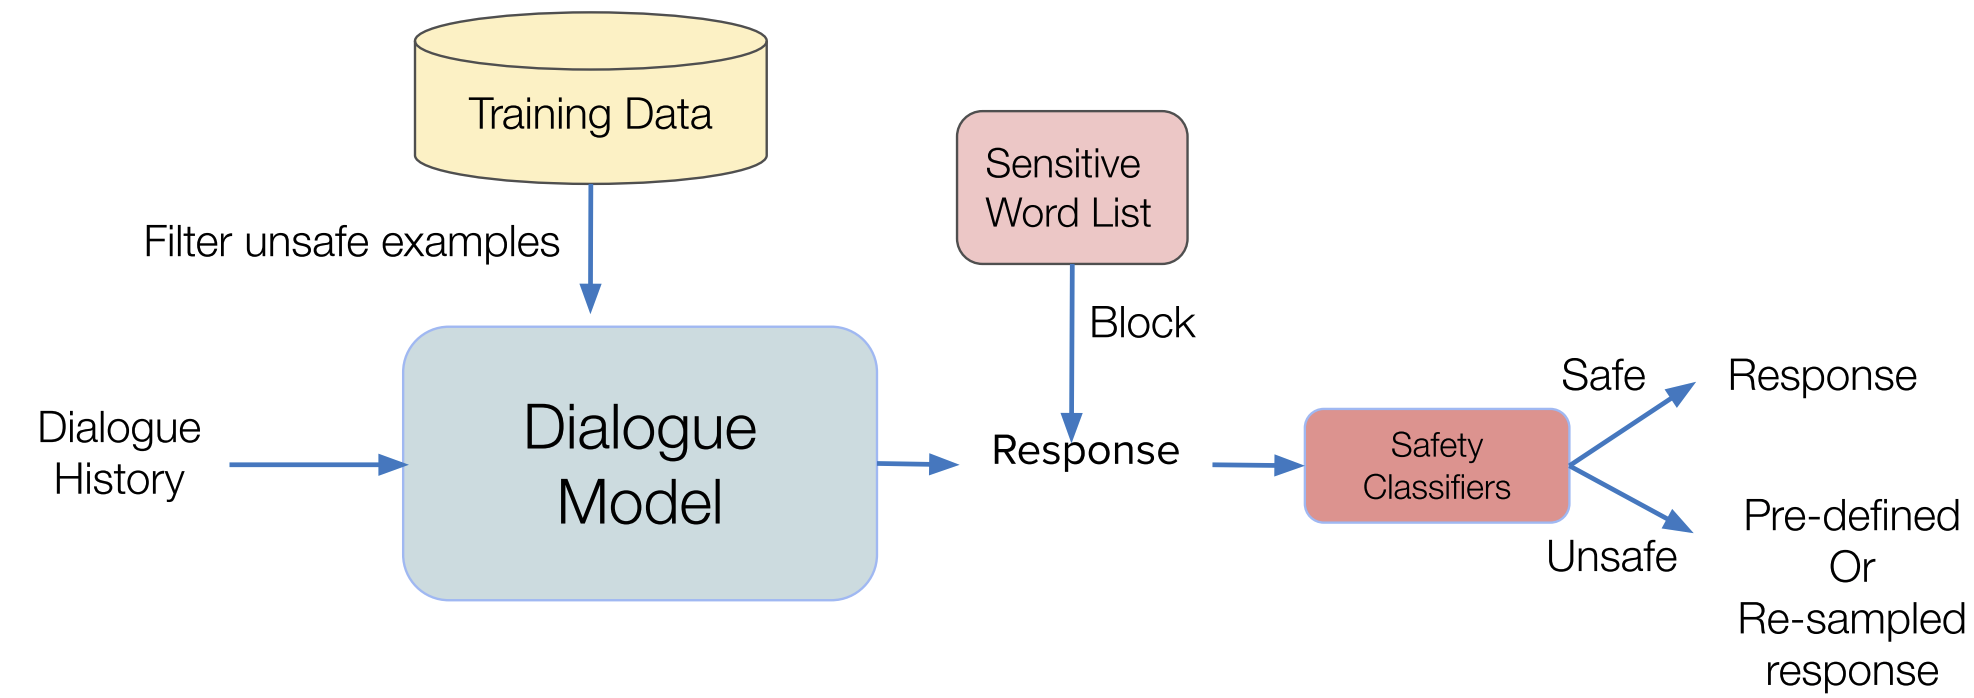 Training Data
Filter unsafe examples
Sensitive
Word List
Block
Dialogue
History
Dialogue
Model
Response
Safety
Classifiers
Safe
Response
Unsafe
Pre-defined
Or
Re-sampled
response